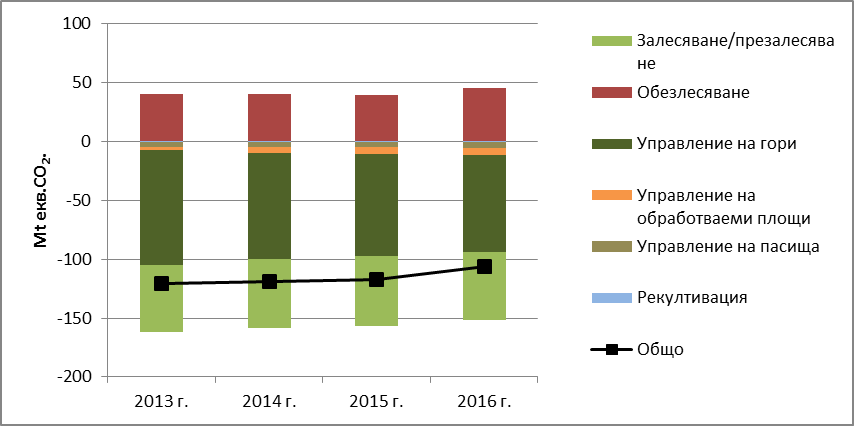 100
50
0
-50
-100
-150
-200
Mt екв.CO₂.
2013 г.
2014 г.
2015 г.
2016 г.
Залесяване/презалесява
не
Обезлесяване
Управление на гори
Управление на
обработваеми площи
Управление на пасища
Рекултивация
Общо